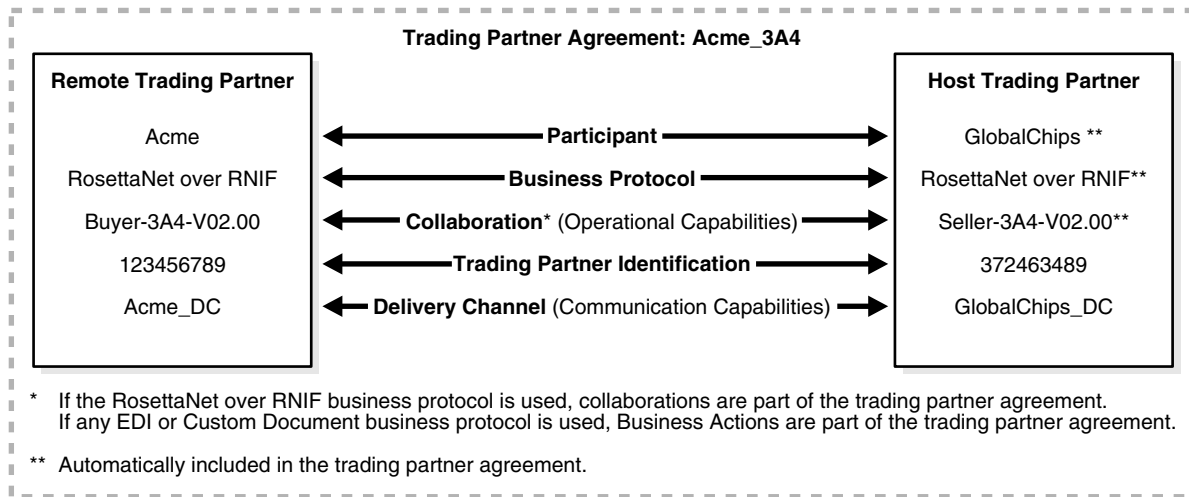 Trading Partner Agreement: Acme_3A4
Remote Trading Partner
Host Trading Partner
Acme
Participant
GlobalChips **
RosettaNet over RNIF
Business Protocol
RosettaNet over RNIF**
Buyer-3A4-V02.00
Collaboration* (Operational Capabilities)
Seller-3A4-V02.00**
123456789
Trading Partner Identification
372463489
Acme_DC
Delivery Channel (Communication Capabilities)
GlobalChips_DC
* If the RosettaNet over RNIF business protocol is used, collaborations are part of the trading partner agreement.
If any EDI or Custom Document business protocol is used, Business Actions are part of the trading partner agreement.
** Automatically included in the trading partner agreement.